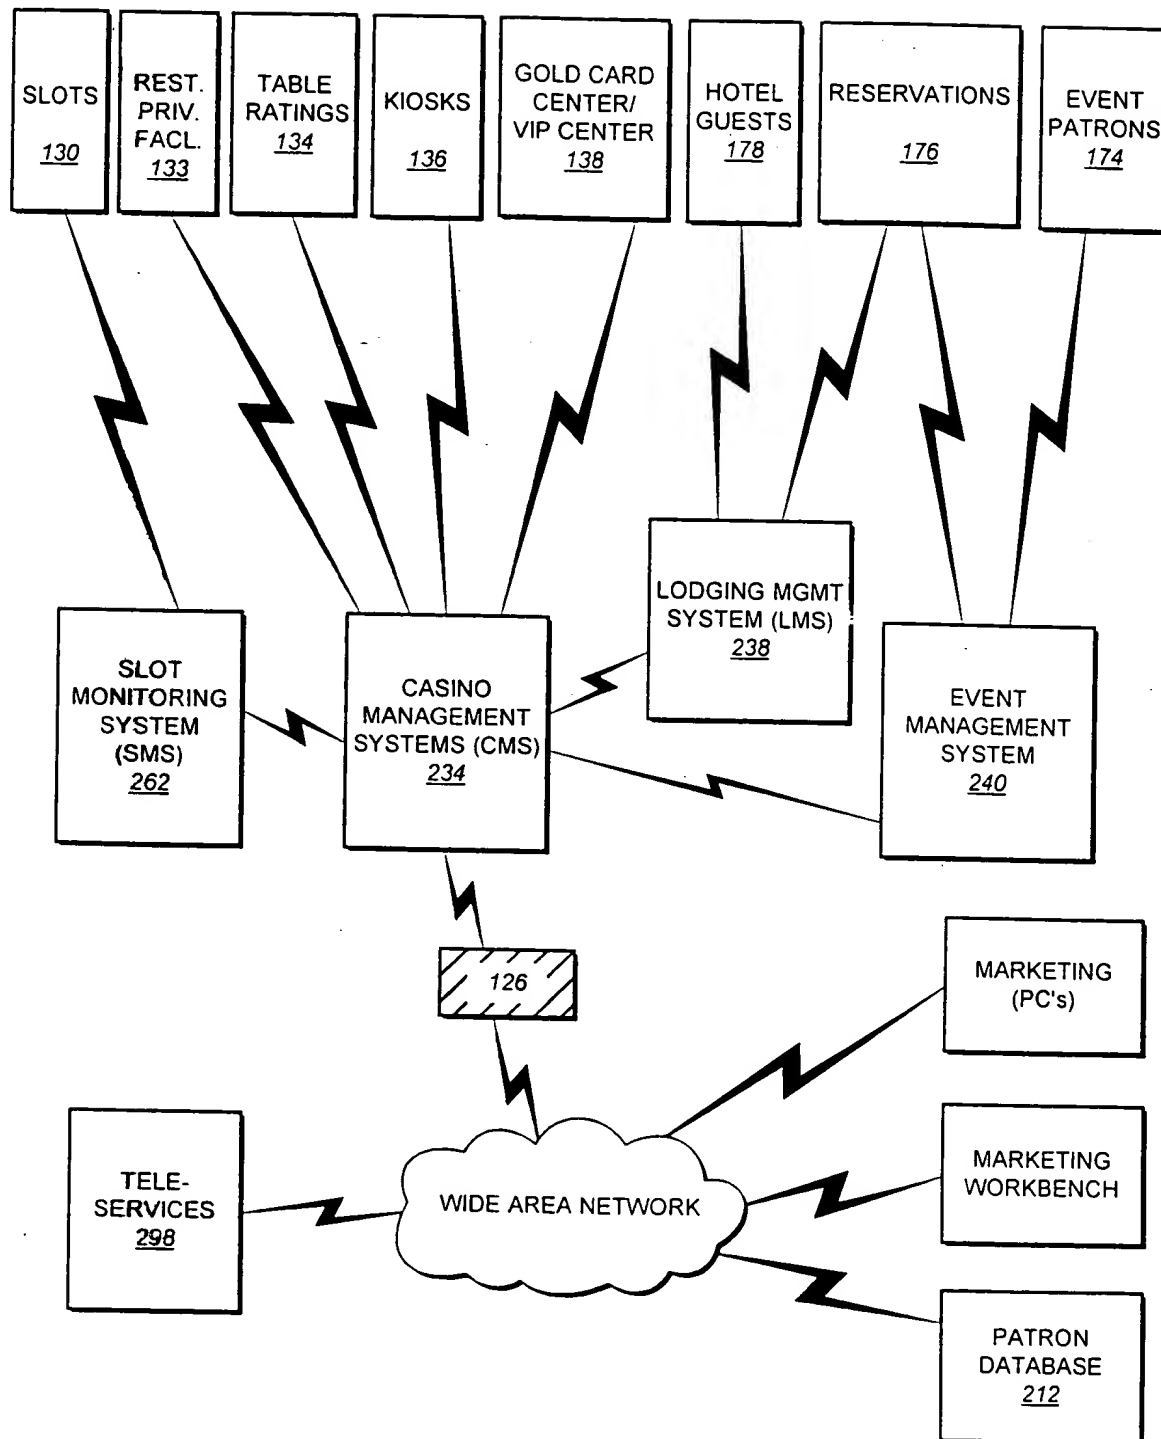 SLOTS
130
REST.
PRIV.
FACL.
133
TABLE
RATINGS
134
KIOSKS
136
GOLD CARD
CENTER/
VIP CENTER
138
HOTEL
GUESTS
178
RESERVATIONS
176
EVENT
PATRONS
174
LODGING MGMT
SYSTEM (LMS)
238
SLOT
MONITORING
SYSTEM
(SMS)
262
CASINO
MANAGEMENT
SYSTEMS (CMS)
234
EVENT
MANAGEMENT
SYSTEM
240
126
MARKETING
(PC's)
TELE-
SERVICES
298
WIDE AREA NETWORK
MARKETING
WORKBENCH
PATRON
DATABASE
212